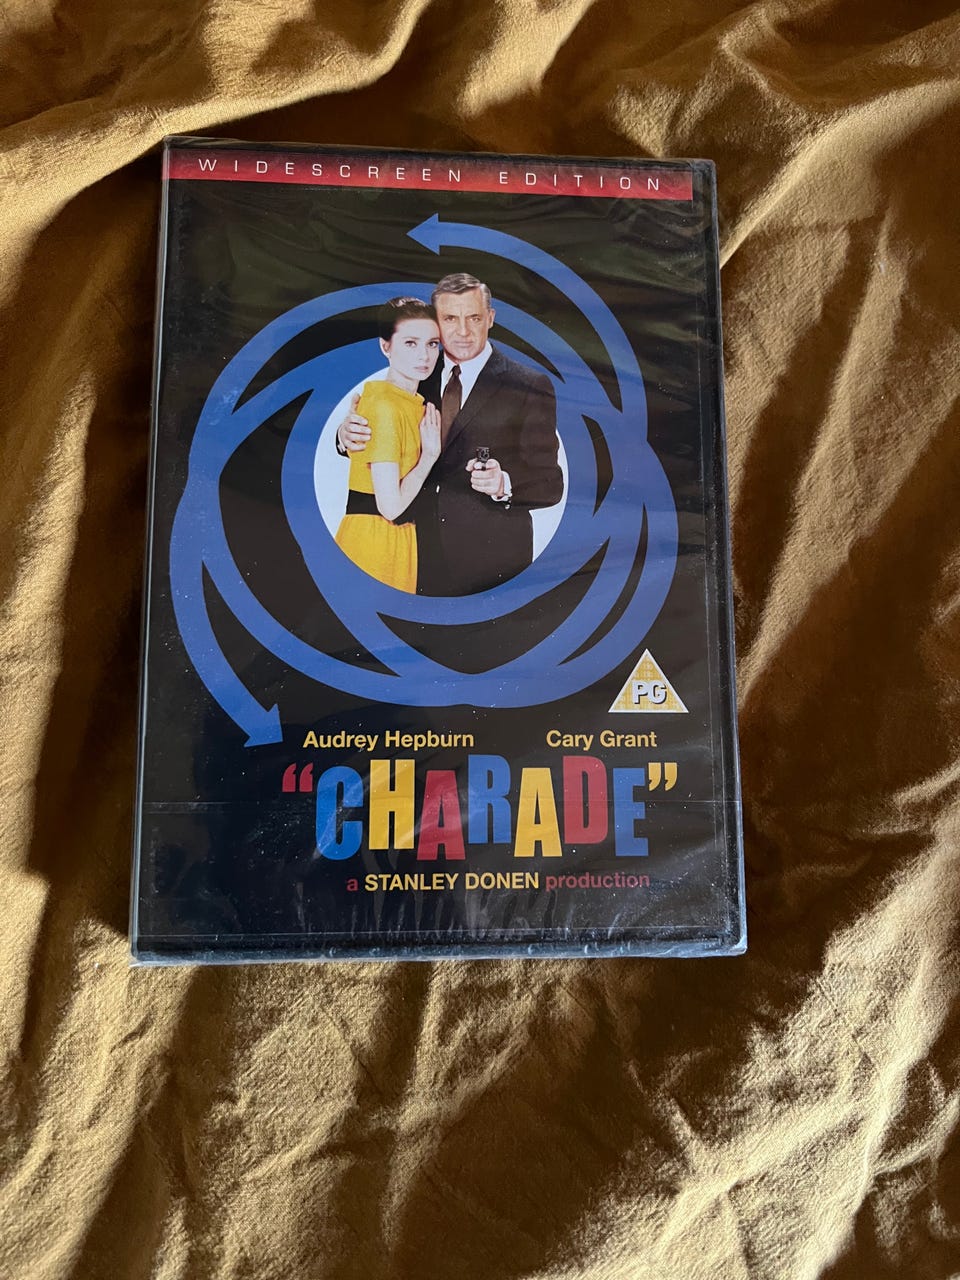 WIDESCREEN EDITION
PG
Audrey Hepburn Cary Grant
“CHARADE”
a STANLEY DONEN production